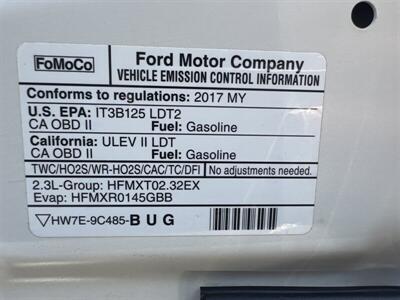 FoMoCo
Ford Motor Company
VEHICLE EMISSION CONTROL INFORMATION
Conforms to regulations: 2017 MY
U.S. EPA: IT3B125 LDT2
CA OBD II Fuel: Gasoline
California: ULEV II LDT
CA OBD II Fuel: Gasoline
TWC/HO2S/WR-HO2S/CAC/TC/DFI No adjustments needed.
2.3L-Group: HFMXT02.32EX
Evap: HFMXR0145GBB
HW7E-9C485-BUG